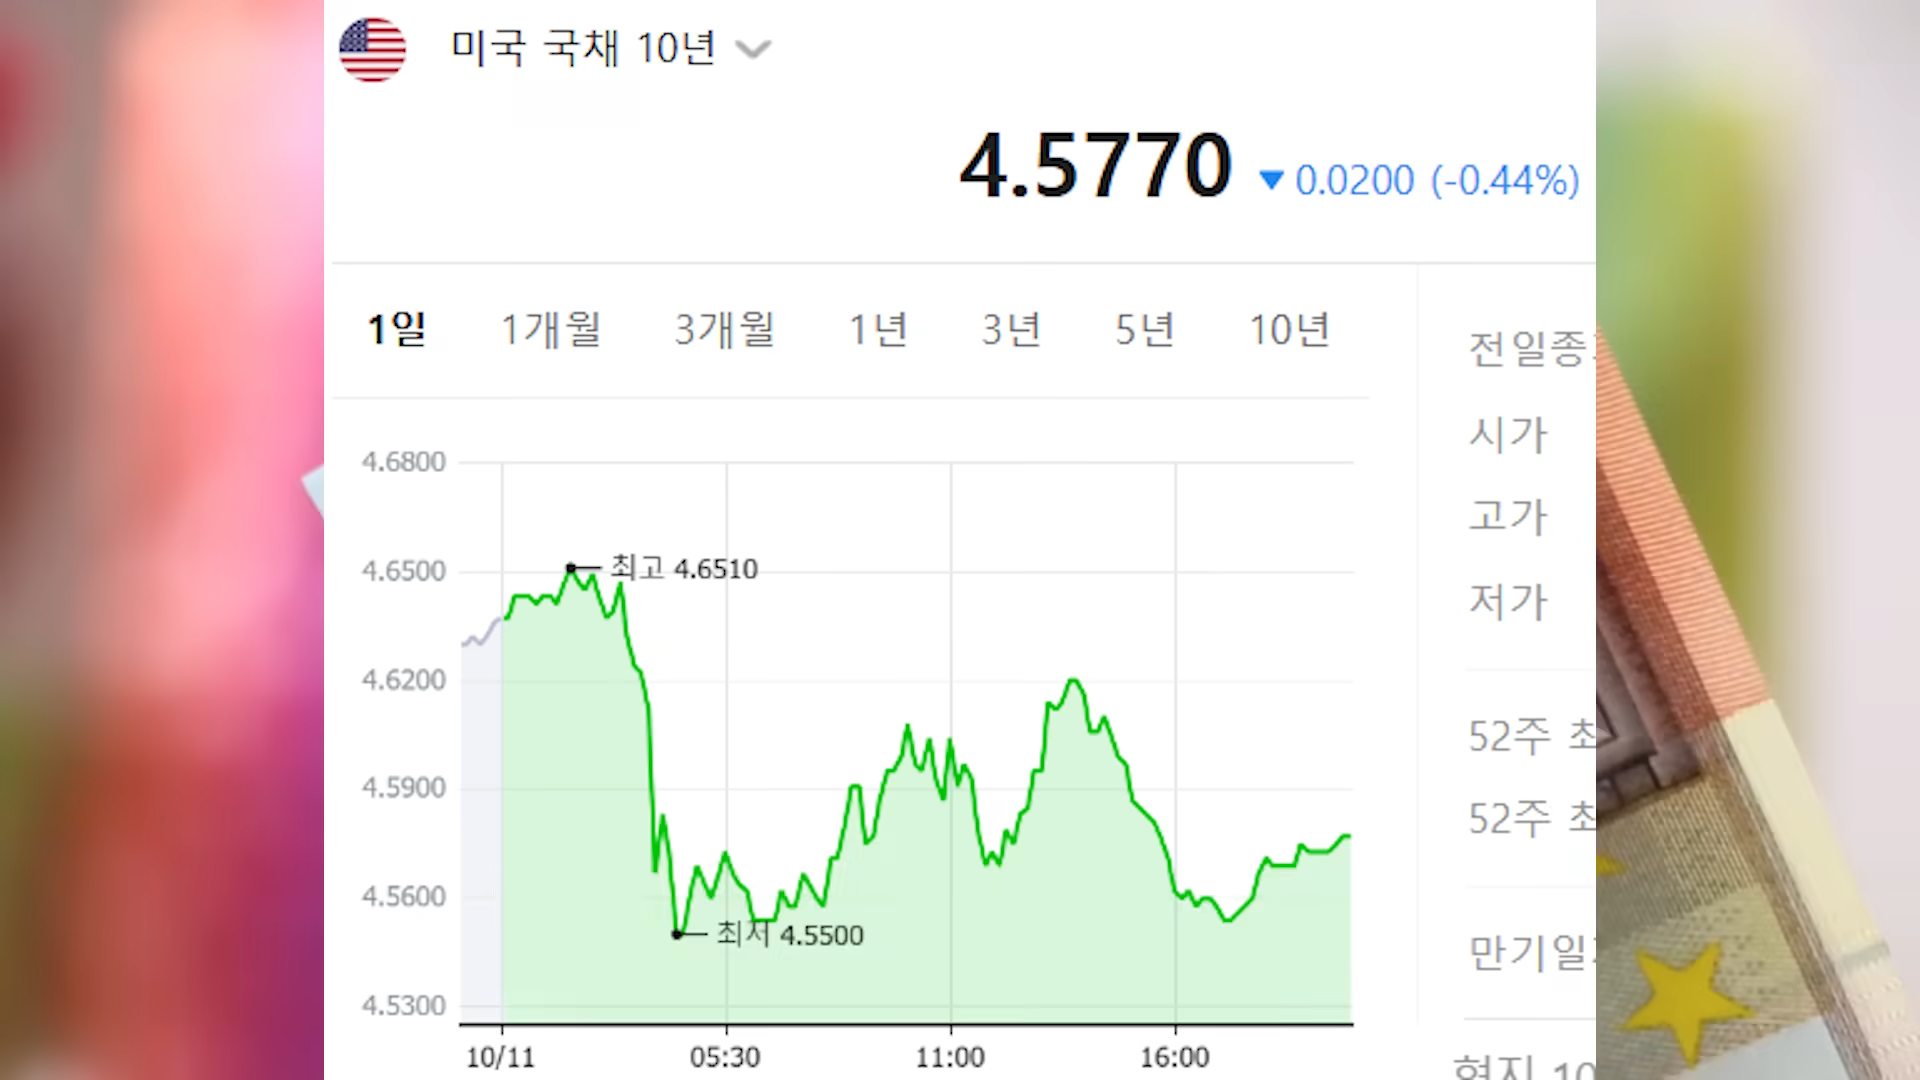 미국 국채 10년
4.5770 ▼ 0.0200 (-0.44%)
1일 1개월 3개월 1년 3년 5년 10년
전일종
시가
고가
저가
52주
52주
만기일
4.6800
4.6500
4.6200
4.5900
4.5600
4.5300
최고 4.6510
최저 4.5500
10/11 05:30 11:00 16:00